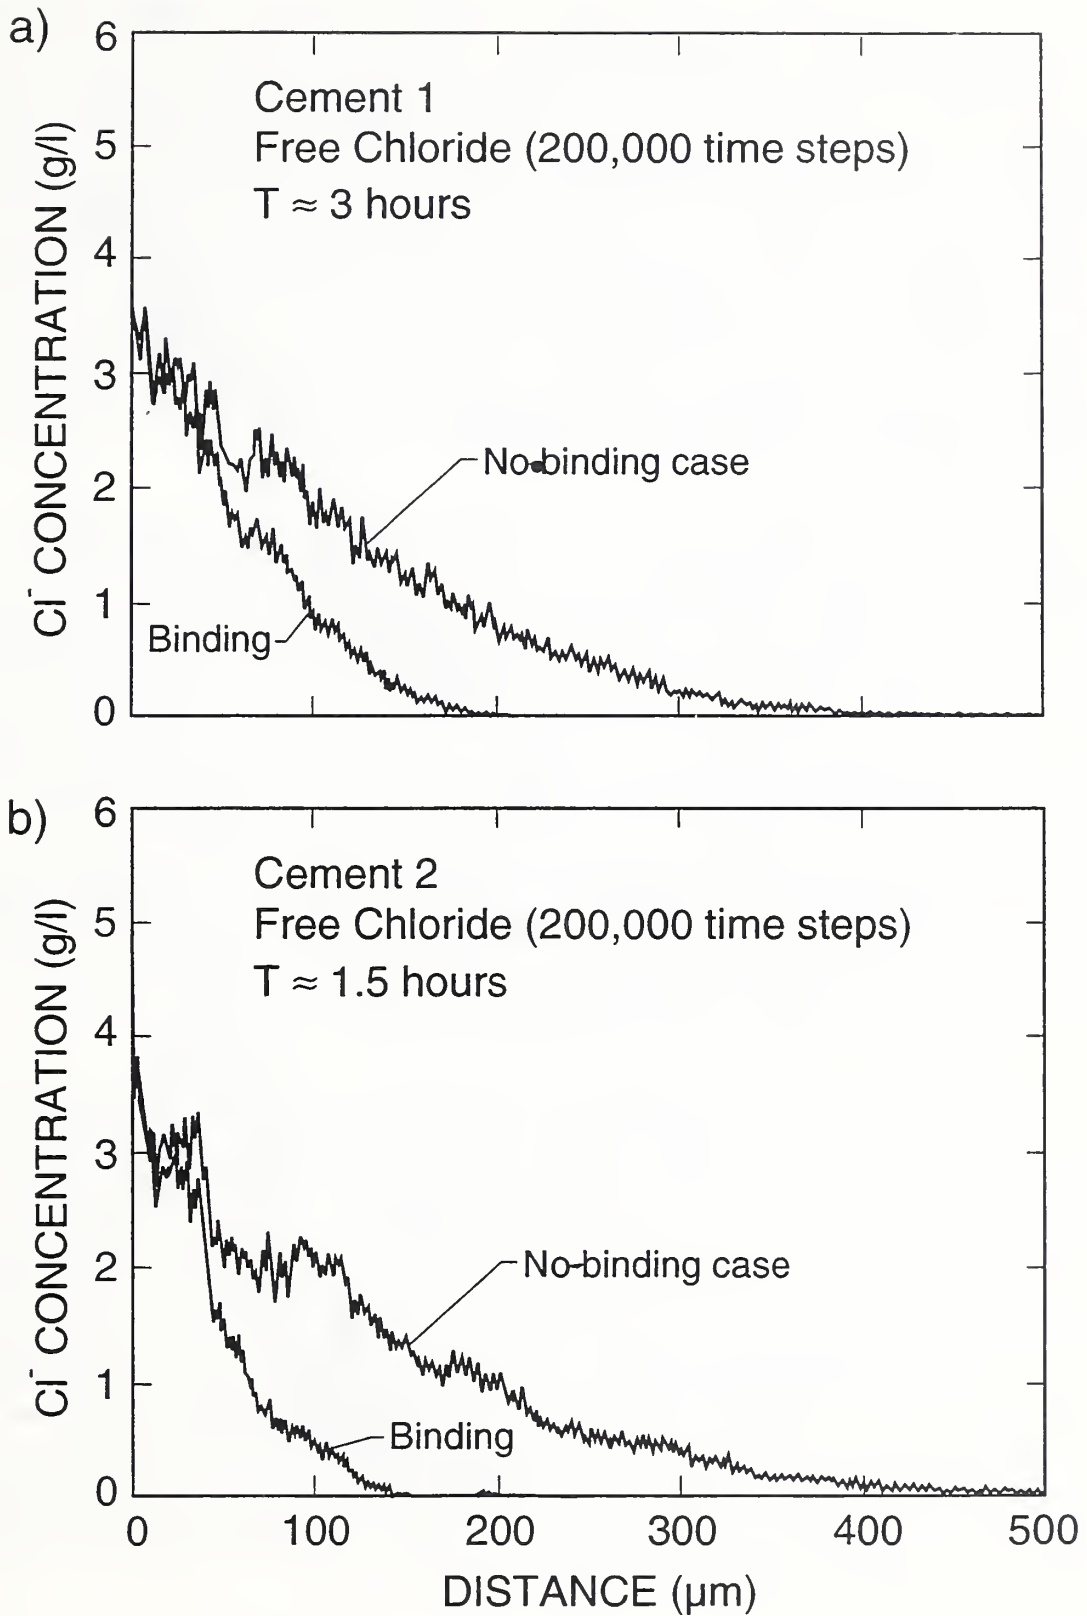 a)
6
5
4
3
2
1
0
Cl⁻ CONCENTRATION (g/l)
Cement 1
Free Chloride (200,000 time steps)
T ≈ 3 hours
No-binding case
Binding
b)
6
5
4
3
2
1
0
Cl⁻ CONCENTRATION (g/l)
Cement 2
Free Chloride (200,000 time steps)
T ≈ 1.5 hours
No-binding case
Binding
0 100 200 300 400 500
DISTANCE (µm)